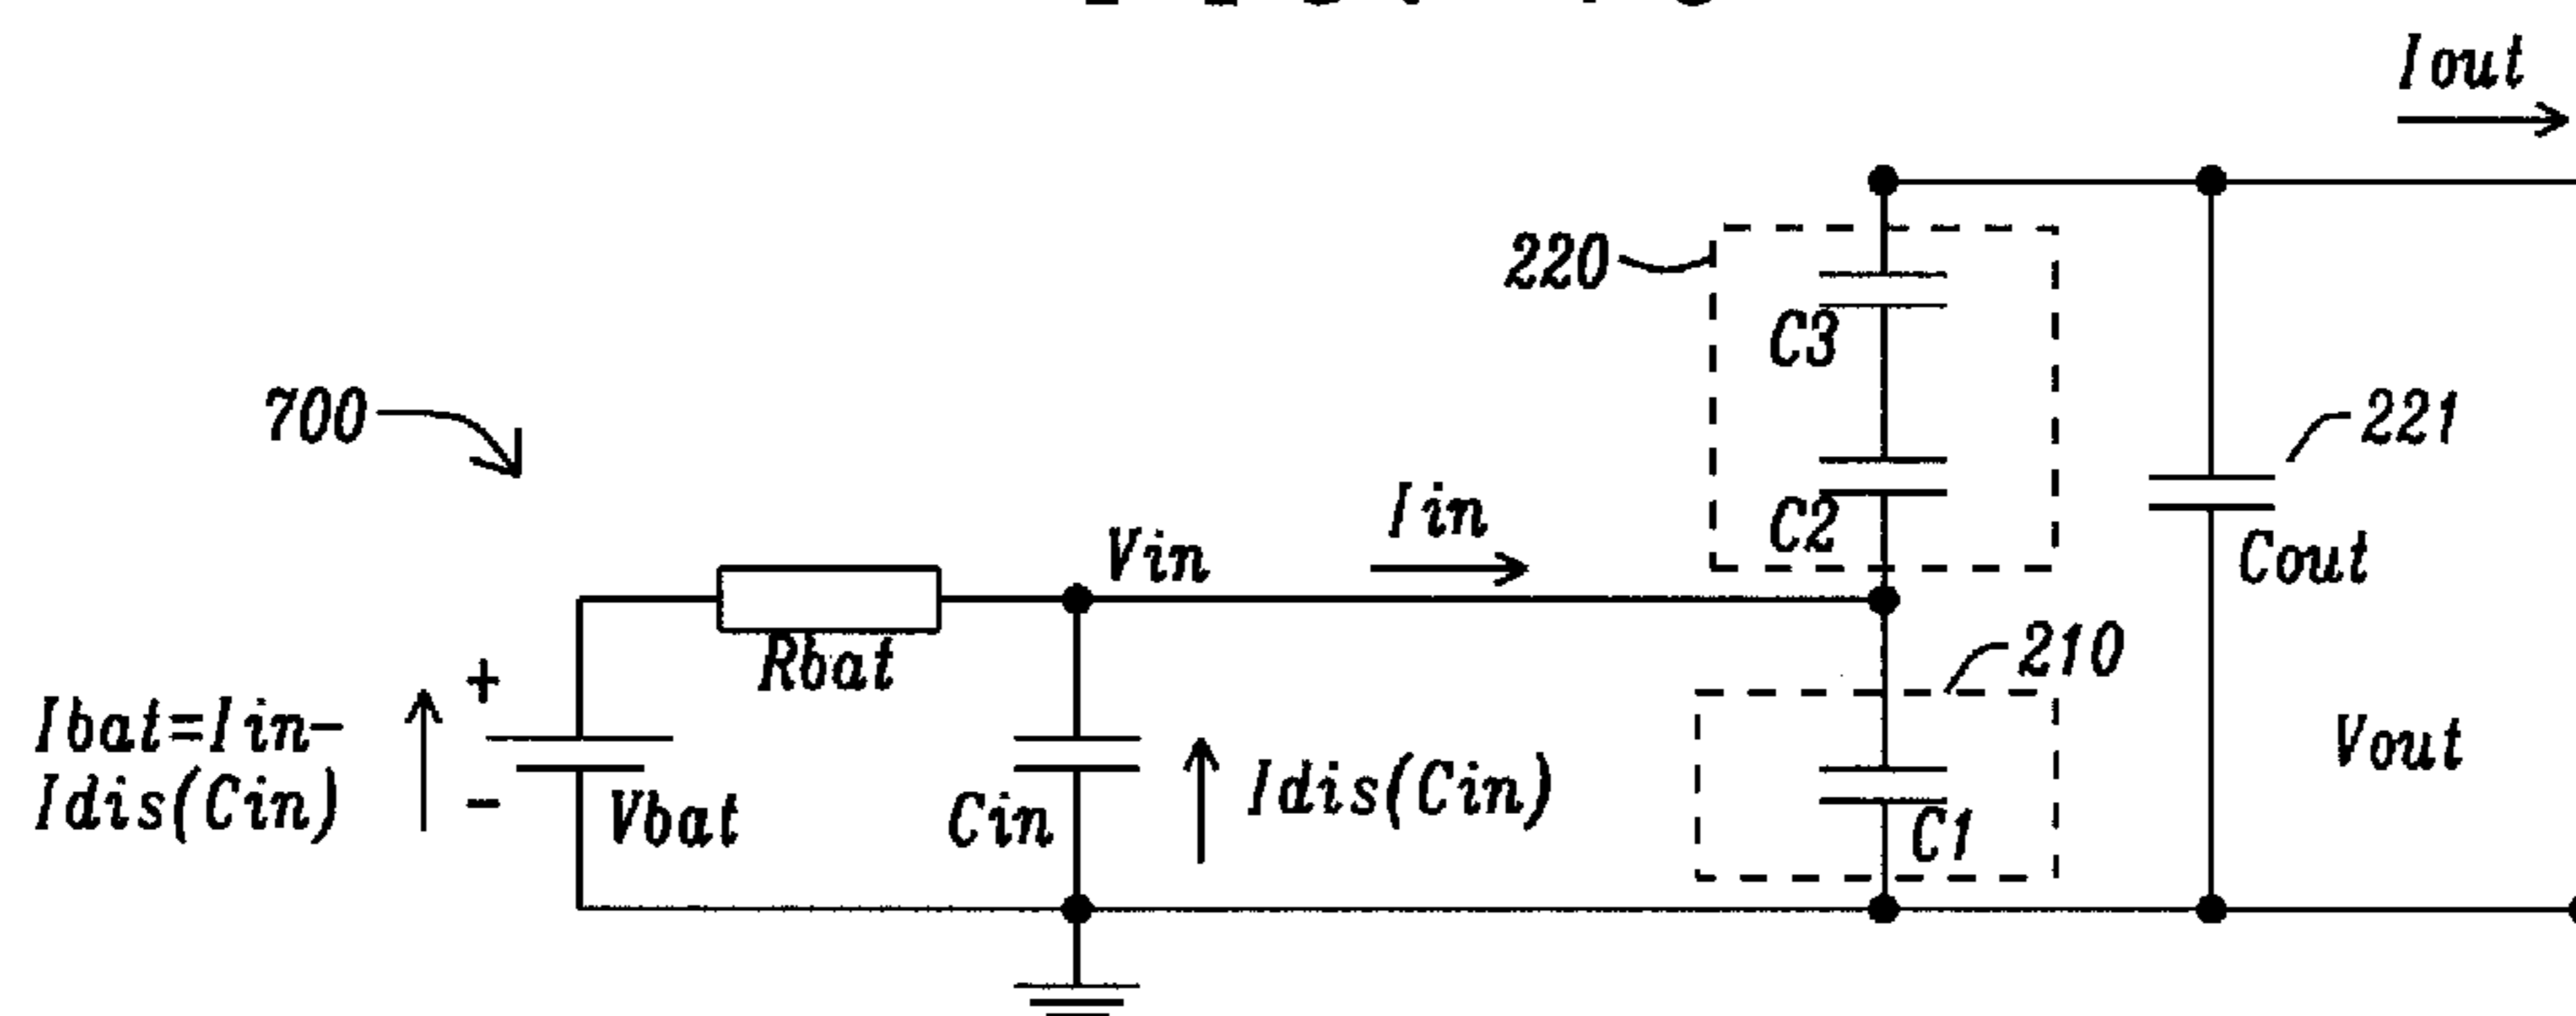 Iout
220
C3
700
221
Iin
C2
Vin
Cout
210
Rbat
+
Ibat=Iin-
Idis(Cin)
-
Vbat
Cin
Idis(Cin)
C1
Vout